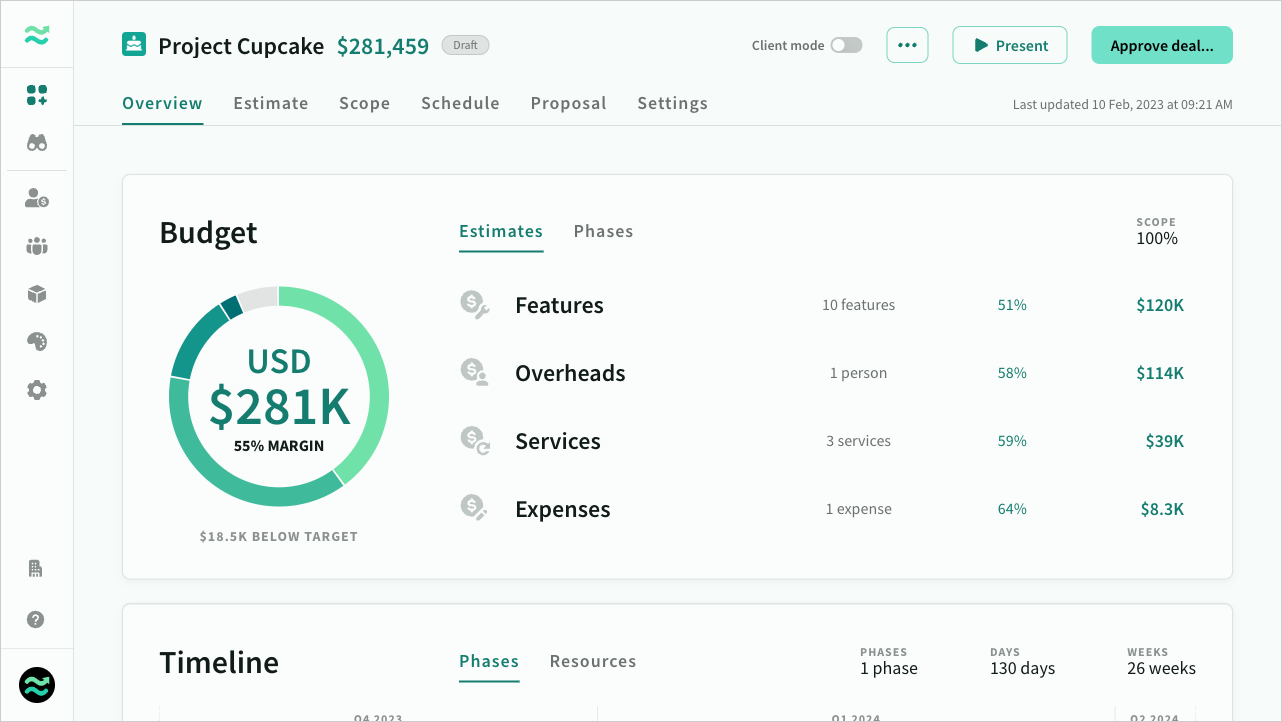 Project Cupcake $281,459 Draft
Client mode
Present
Approve deal...
Overview Estimate Scope Schedule Proposal Settings
Last updated 10 Feb, 2023 at 09:21 AM
Budget
Estimates Phases
SCOPE
100%
USD
$281K
55% MARGIN
$18.5K BELOW TARGET
Features 10 features 51% $120K
Overheads 1 person 58% $114K
Services 3 services 59% $39K
Expenses 1 expense 64% $8.3K
Timeline
Phases Resources
PHASES
1 phase
DAYS
130 days
WEEKS
26 weeks
Q4 2023 Q1 2024 Q2 2024